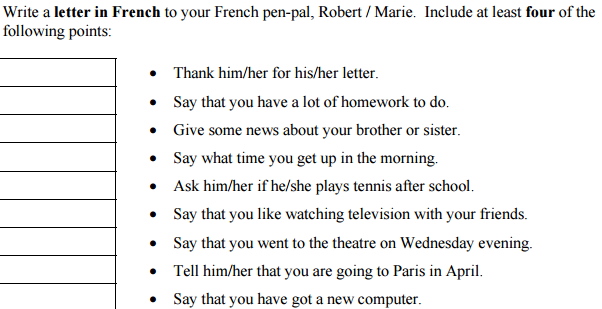 Write a letter in French to your French pen-pal, Robert / Marie. Include at least four of the
following points:
• Thank him/her for his/her letter.
• Say that you have a lot of homework to do.
• Give some news about your brother or sister.
• Say what time you get up in the morning.
• Ask him/her if he/she plays tennis after school.
• Say that you like watching television with your friends.
• Say that you went to the theatre on Wednesday evening.
• Tell him/her that you are going to Paris in April.
• Say that you have got a new computer.